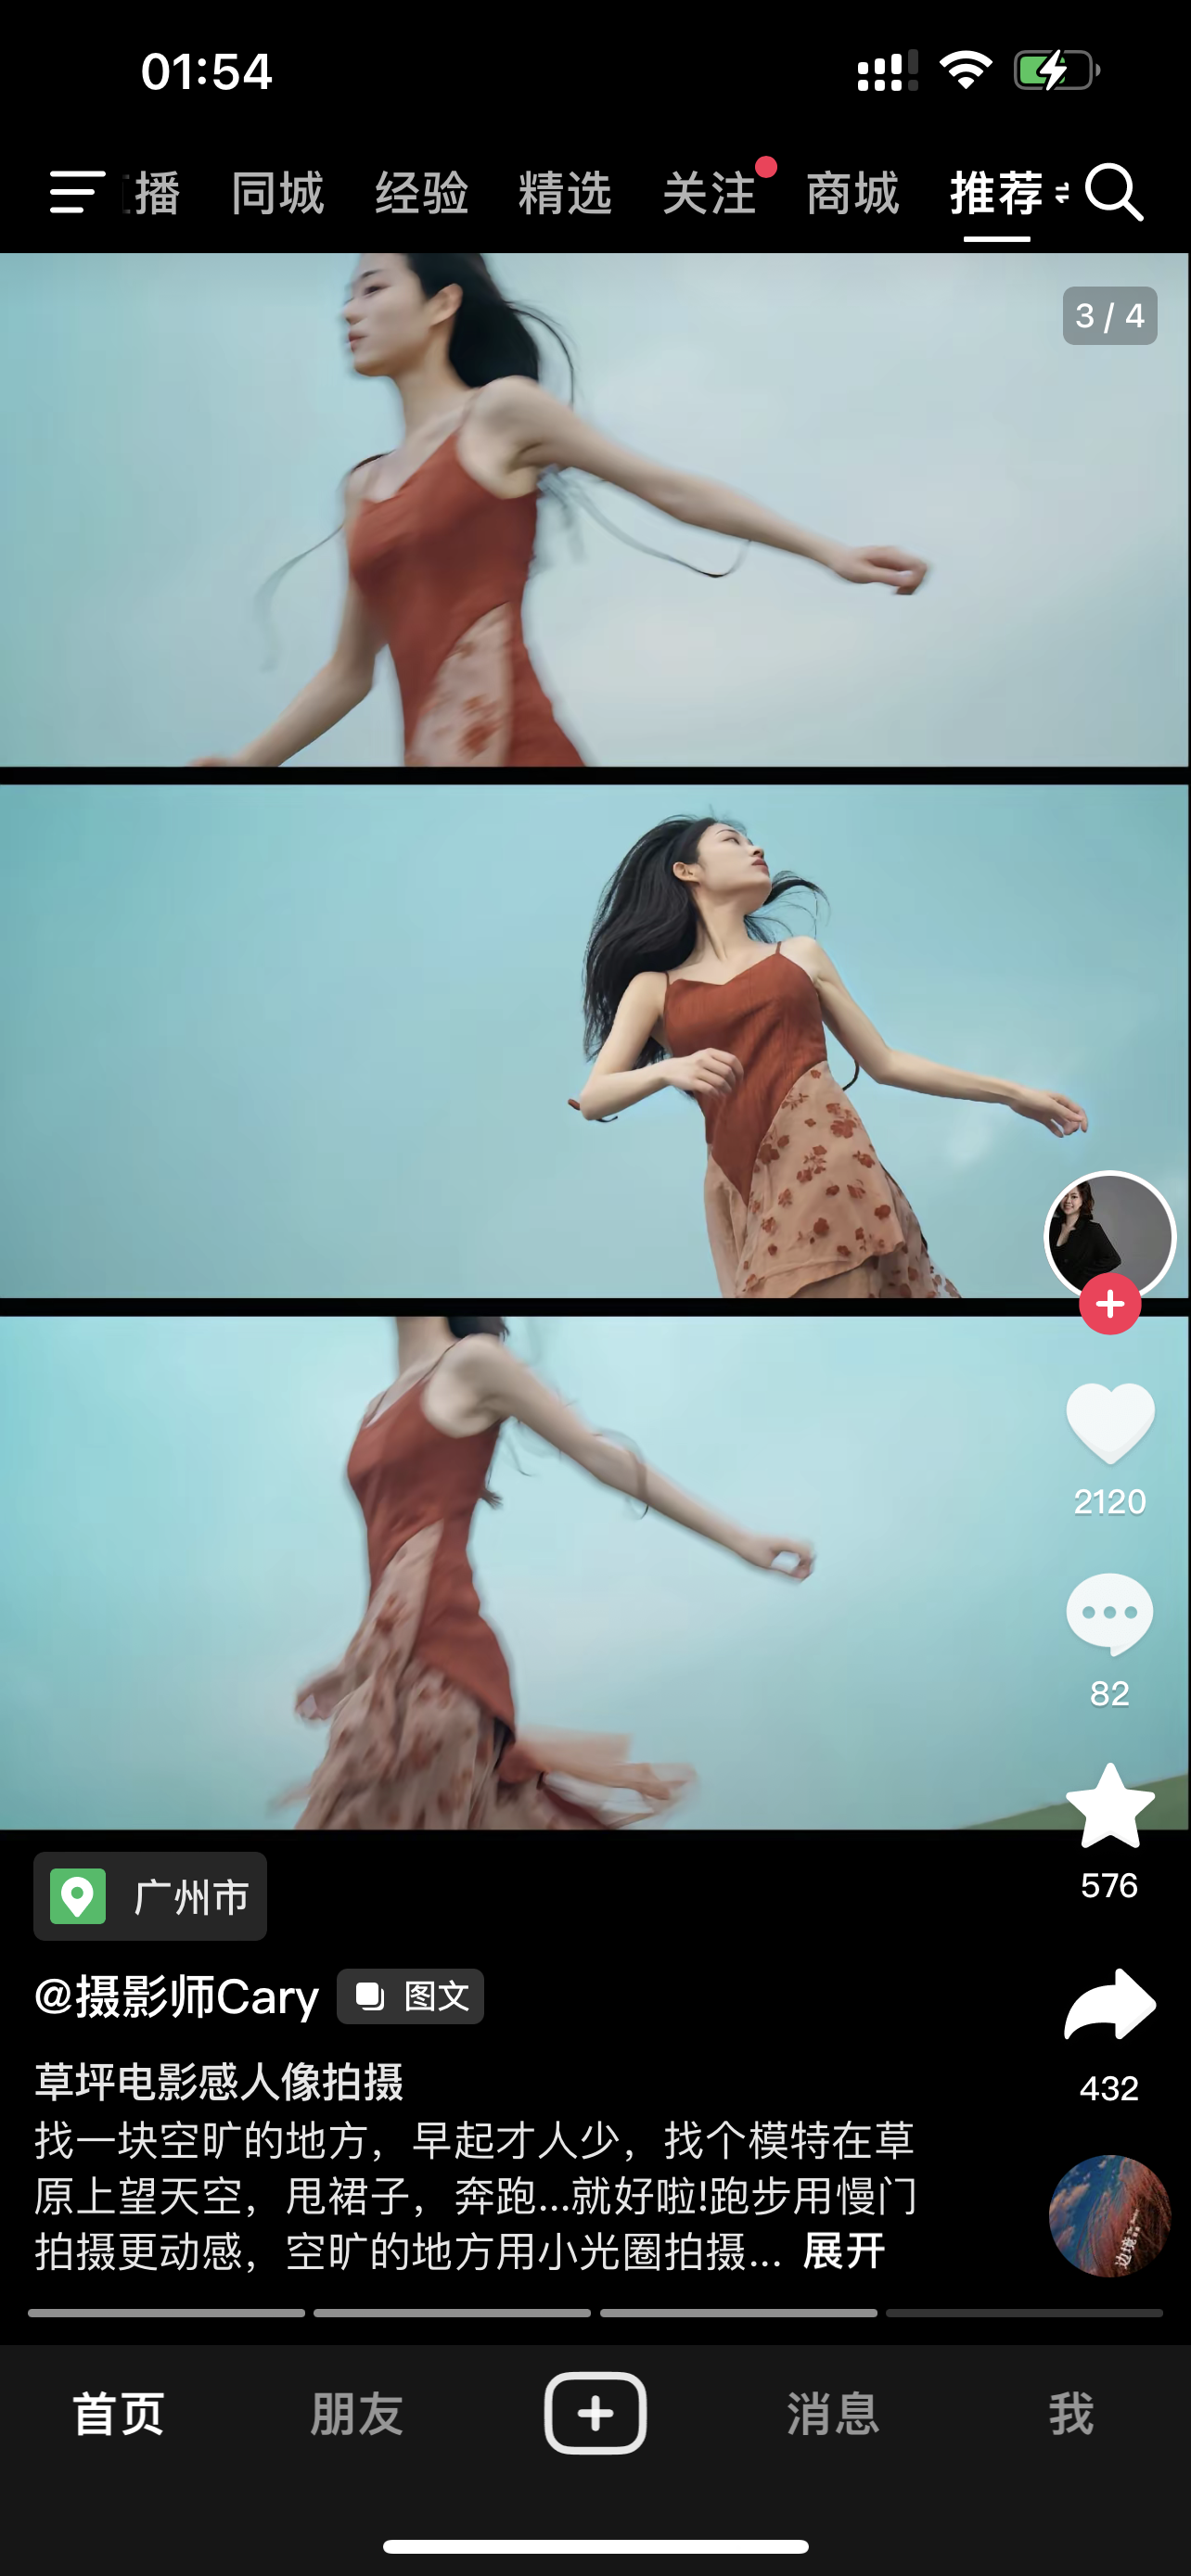 01:54
播 同城 经验 精选 关注 商城 推荐
3 / 4
2120
82
576
广州市
@摄影师Cary 图文
432
草坪电影感人像拍摄
找一块空旷的地方，早起才人少，找个模特在草
原上望天空，甩裙子，奔跑...就好啦!跑步用慢门
拍摄更动感，空旷的地方用小光圈拍摄... 展开
边境
首页 朋友 消息 我